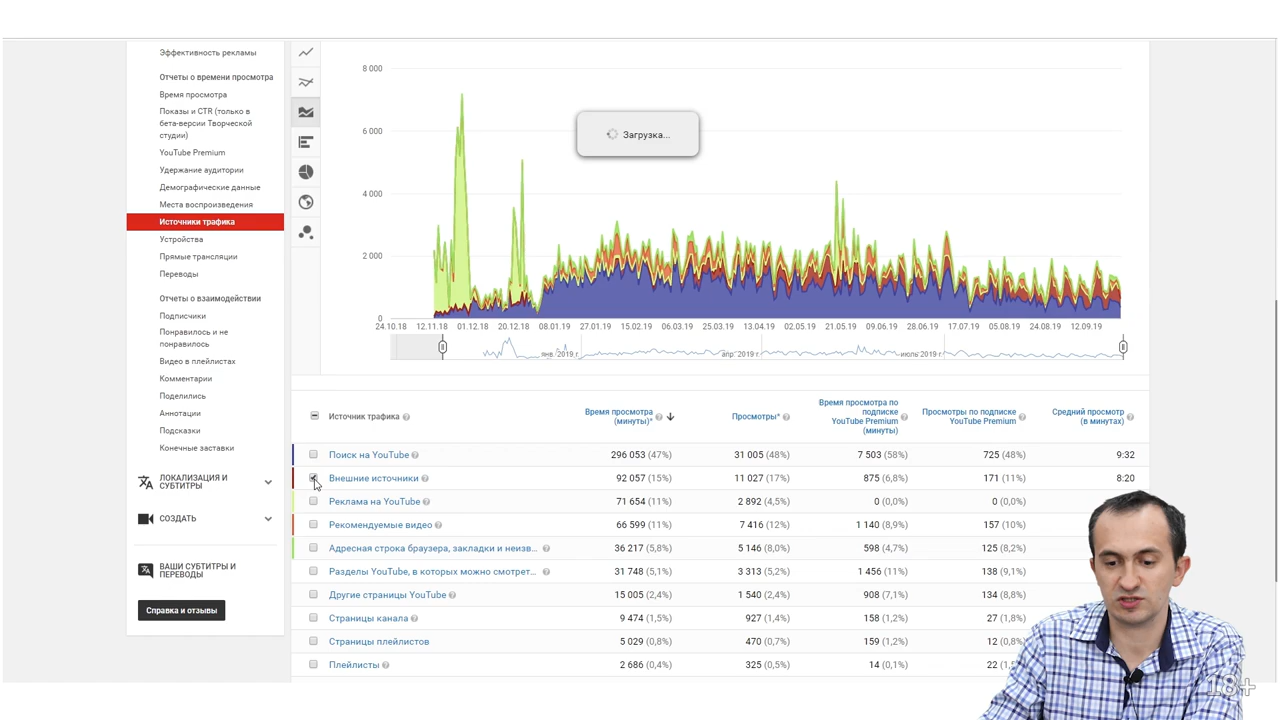 Эффективность рекламы
Отчеты о времени просмотра
Время просмотра
Показы и CTR (только в
бета-версии Творческой
студии)
YouTube Premium
Удержание аудитории
Демографические данные
Места воспроизведения
Источники трафика
Устройства
Прямые трансляции
Переводы
Отчеты о взаимодействии
Подписчики
Понравилось и не
понравилось
Видео в плейлистах
Комментарии
Поделились
Аннотации
Подсказки
Конечные заставки
ЛОКАЛИЗАЦИЯ И
СУБТИТРЫ
СОЗДАТЬ
ВАШИ СУБТИТРЫ И
ПЕРЕВОДЫ
Справка и отзывы
8 000
6 000
4 000
2 000
0
Загрузка...
24.10.18 12.11.18 01.12.18 20.12.18 08.01.19 27.01.19 15.02.19 06.03.19 25.03.19 13.04.19 02.05.19 21.05.19 09.06.19 28.06.19 17.07.19 05.08.19 24.08.19 12.09.19
янв. 2019 г. апр. 2019 г. июль 2019 г.
Источник трафика Время просмотра (минуты)* Просмотры* Время просмотра по подписке YouTube Premium (минуты) Просмотры по подписке YouTube Premium Средний просмотр (в минутах)
Поиск на YouTube 296 053 (47%) 31 005 (48%) 7 503 (58%) 725 (48%) 9:32
Внешние источники 92 057 (15%) 11 027 (17%) 875 (6,8%) 171 (11%) 8:20
Реклама на YouTube 71 654 (11%) 2 892 (4,5%) 0 (0,0%) 0 (0,0%)
Рекомендуемые видео 66 599 (11%) 7 416 (12%) 1 140 (8,9%) 157 (10%)
Адресная строка браузера, закладки и неизв... 36 217 (5,8%) 5 146 (8,0%) 598 (4,7%) 125 (8,2%)
Разделы YouTube, в которых можно смотрет... 31 748 (5,1%) 3 313 (5,2%) 1 456 (11%) 138 (9,1%)
Другие страницы YouTube 15 005 (2,4%) 1 540 (2,4%) 908 (7,1%) 134 (8,8%)
Страницы канала 9 474 (1,5%) 927 (1,4%) 158 (1,2%) 27 (1,8%)
Страницы плейлистов 5 029 (0,8%) 470 (0,7%) 159 (1,2%) 12 (0,8%)
Плейлисты 2 686 (0,4%) 325 (0,5%) 14 (0,1%) 22
18+